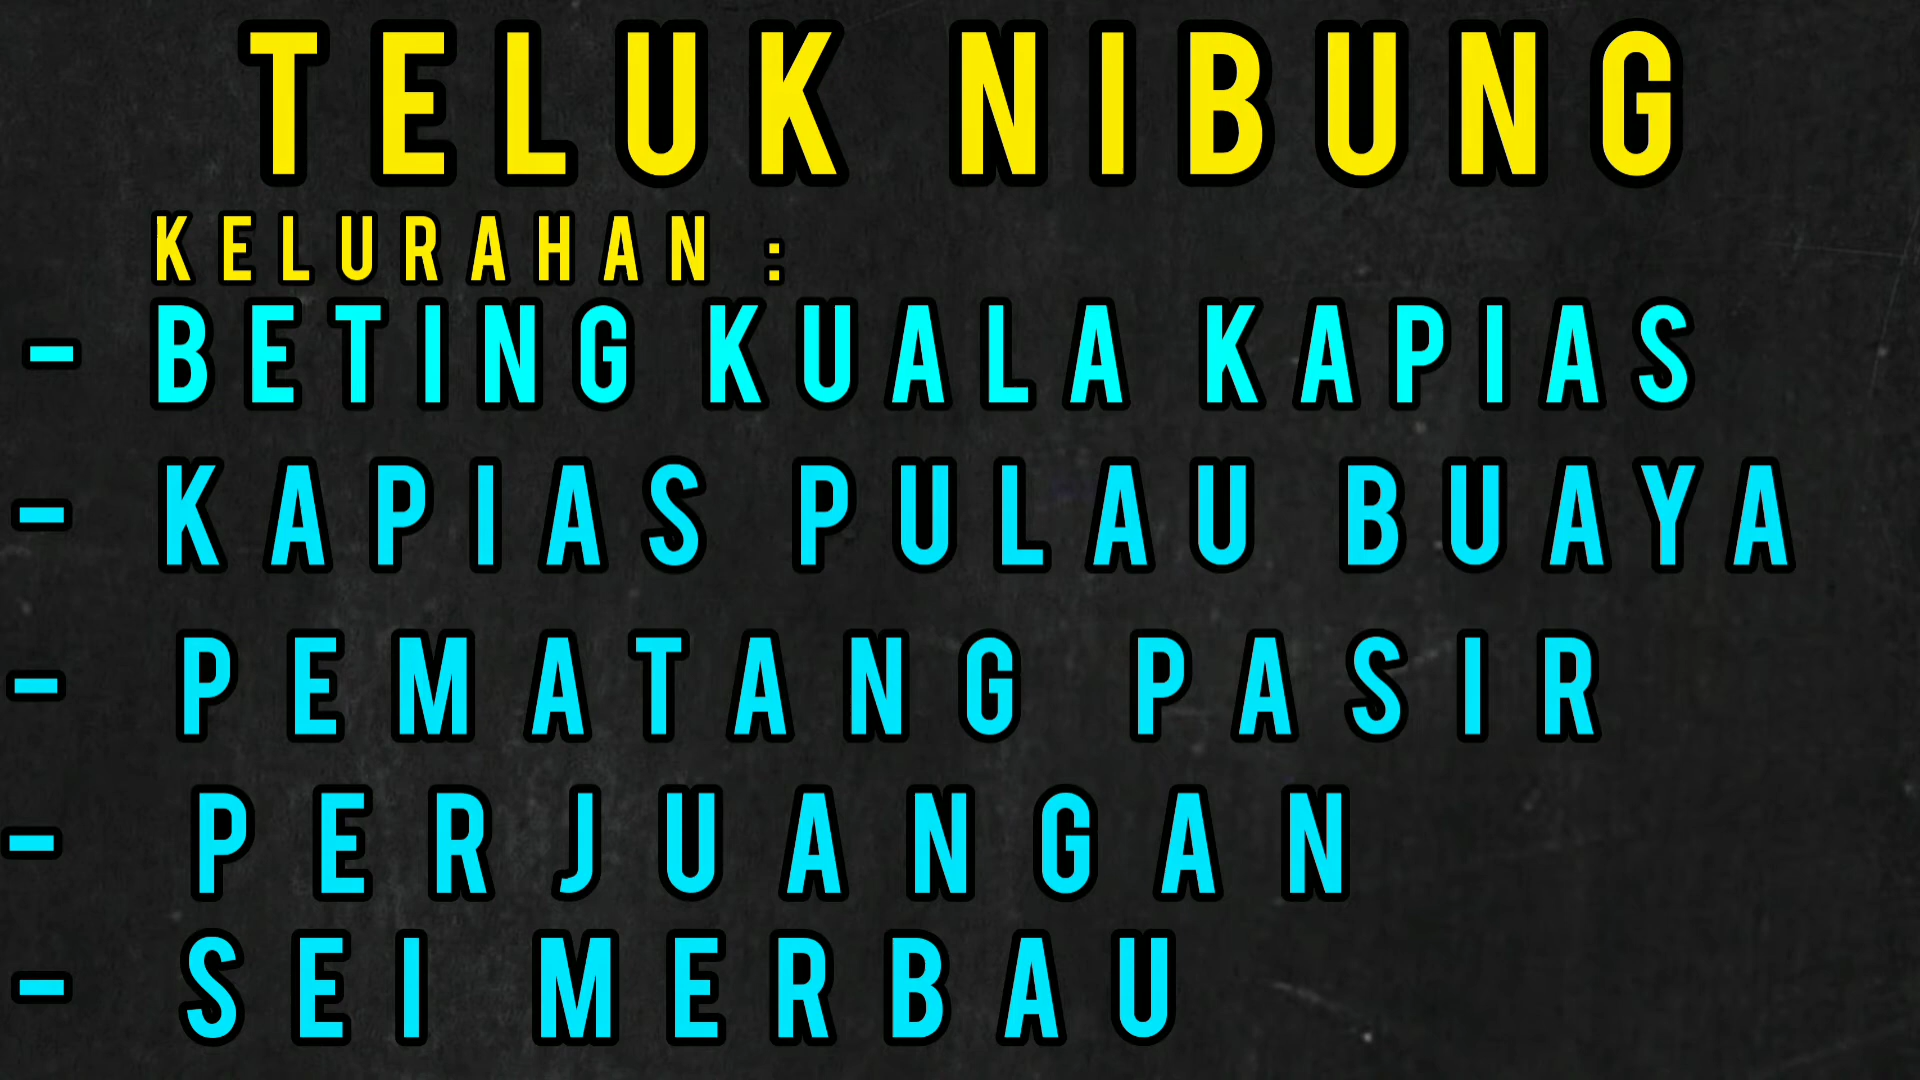 TELUK NIBUNG
KELURAHAN :
- BETING KUALA KAPIAS
- KAPIAS PULAU BUAYA
- PEMATANG PASIR
- PERJUANGAN
- SEI MERBAU